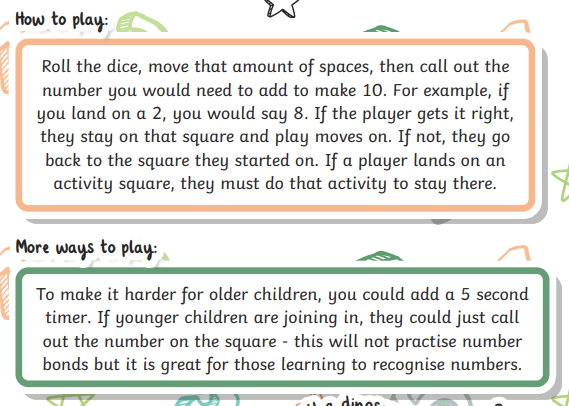 How to play:
Roll the dice, move that amount of spaces, then call out the
number you would need to add to make 10. For example, if
you land on a 2, you would say 8. If the player gets it right,
they stay on that square and play moves on. If not, they go
back to the square they started on. If a player lands on an
activity square, they must do that activity to stay there.
More ways to play:
To make it harder for older children, you could add a 5 second
timer. If younger children are joining in, they could just call
out the number on the square - this will not practise number
bonds but it is great for those learning to recognise numbers.